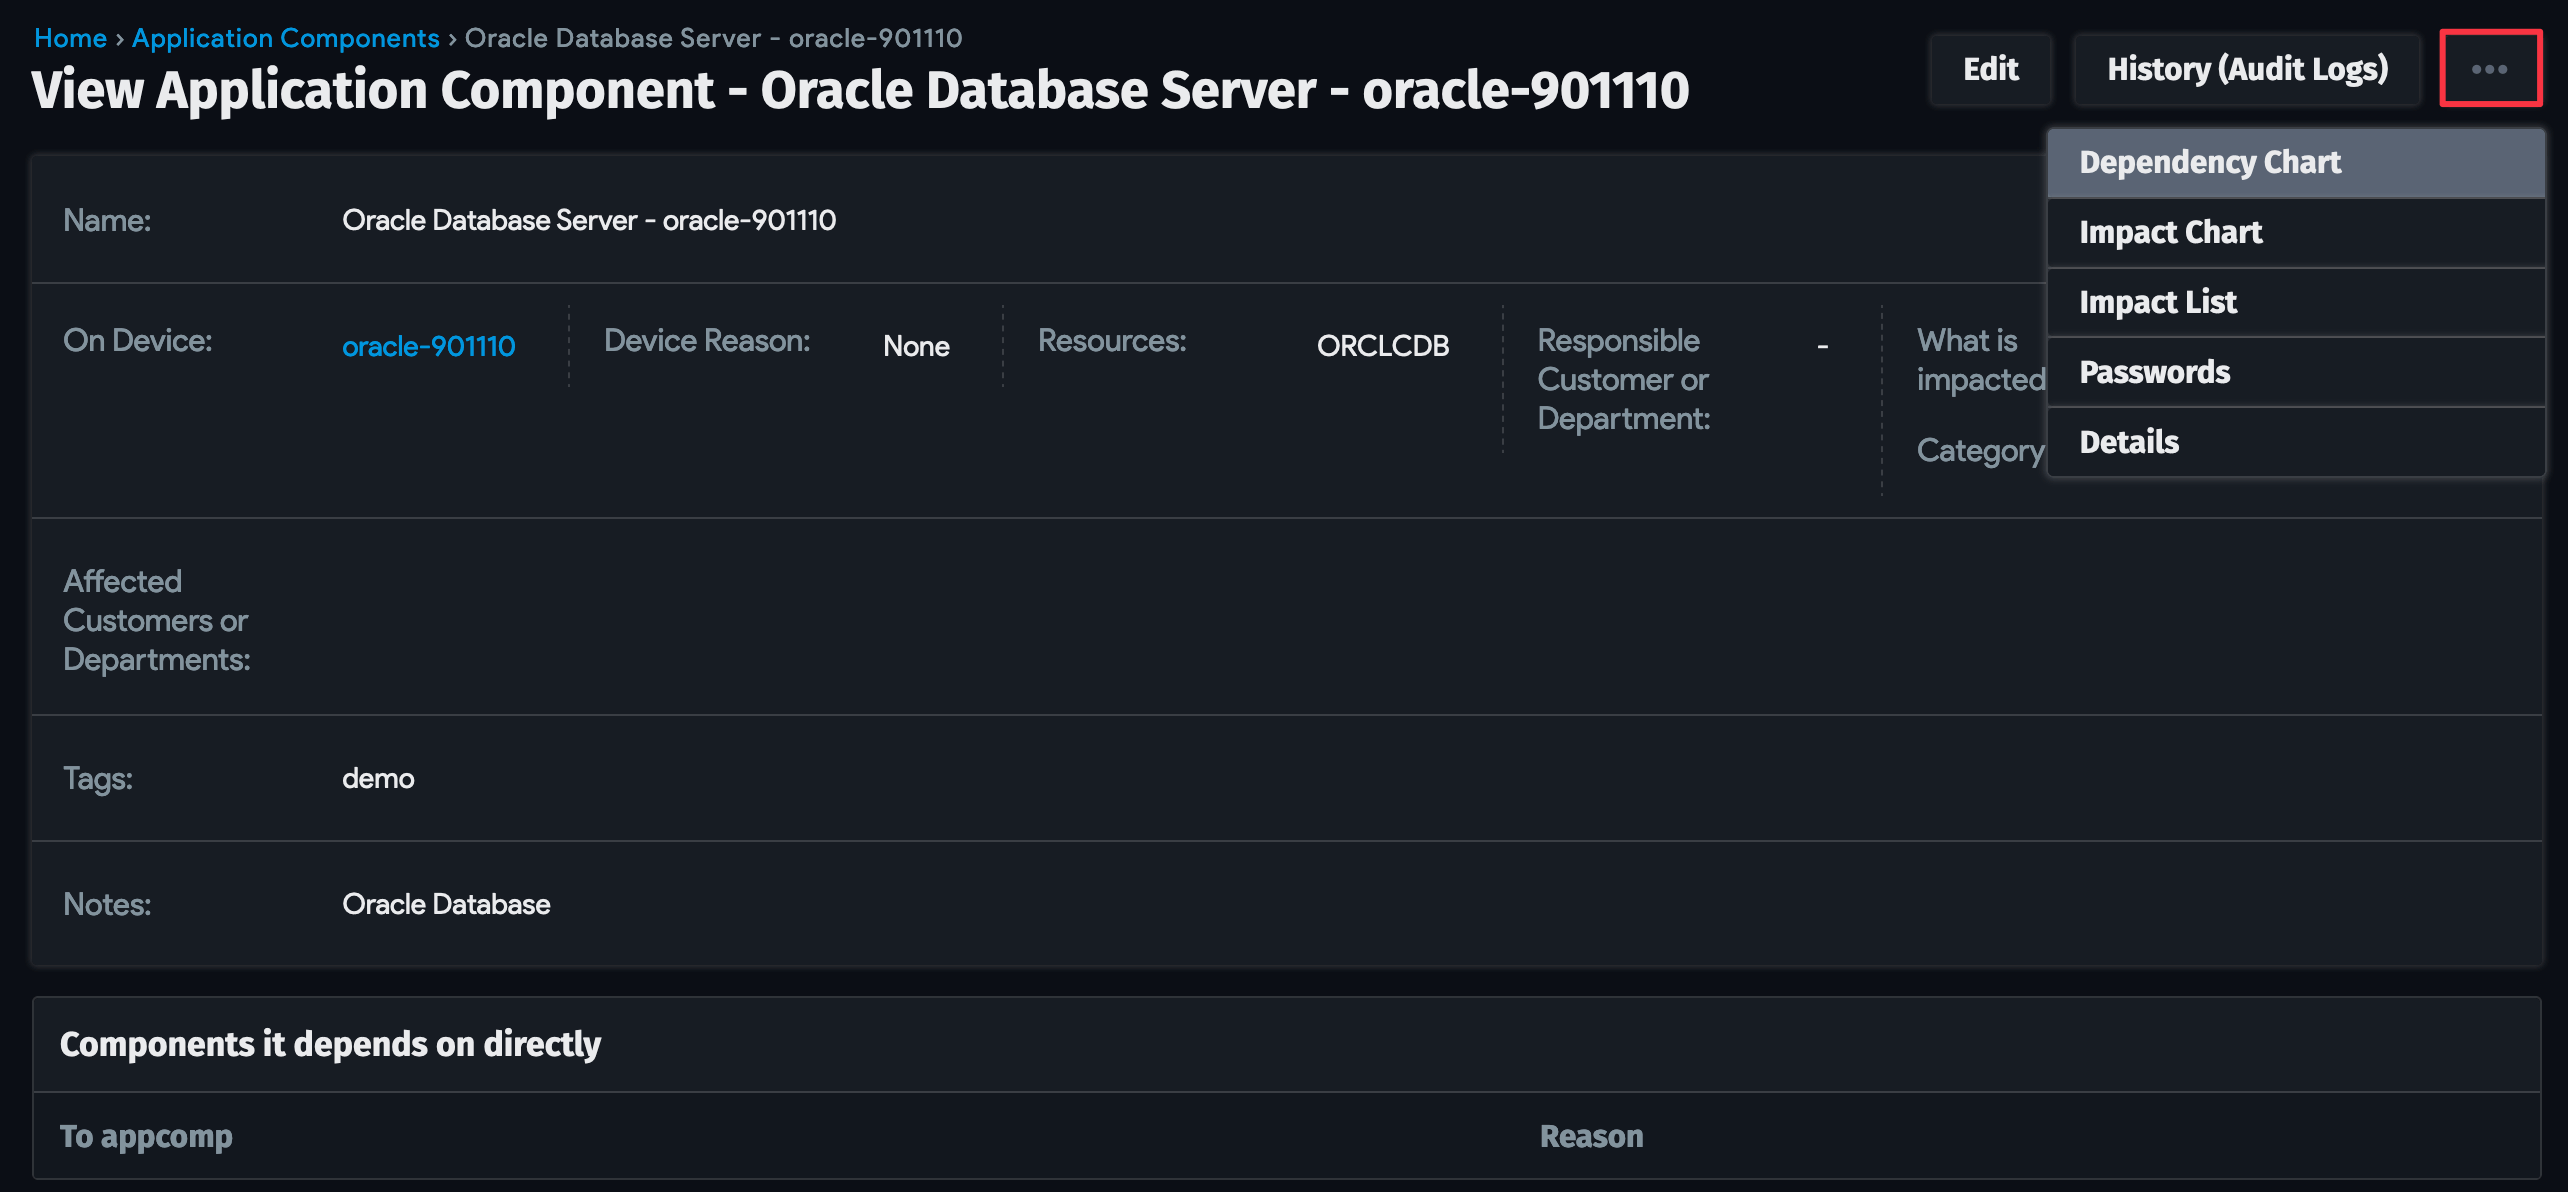 Home › Application Components › Oracle Database Server - oracle-901110
View Application Component - Oracle Database Server - oracle-901110
Edit
History (Audit Logs)
•••
Dependency Chart
Impact Chart
Impact List
Passwords
Details
Name: Oracle Database Server - oracle-901110
On Device: oracle-901110
Device Reason: None
Resources: ORCLCDB
Responsible
Customer or
Department:
-
What is
impacted
Category
Affected
Customers or
Departments:
Tags: demo
Notes: Oracle Database
Components it depends on directly
To appcomp Reason